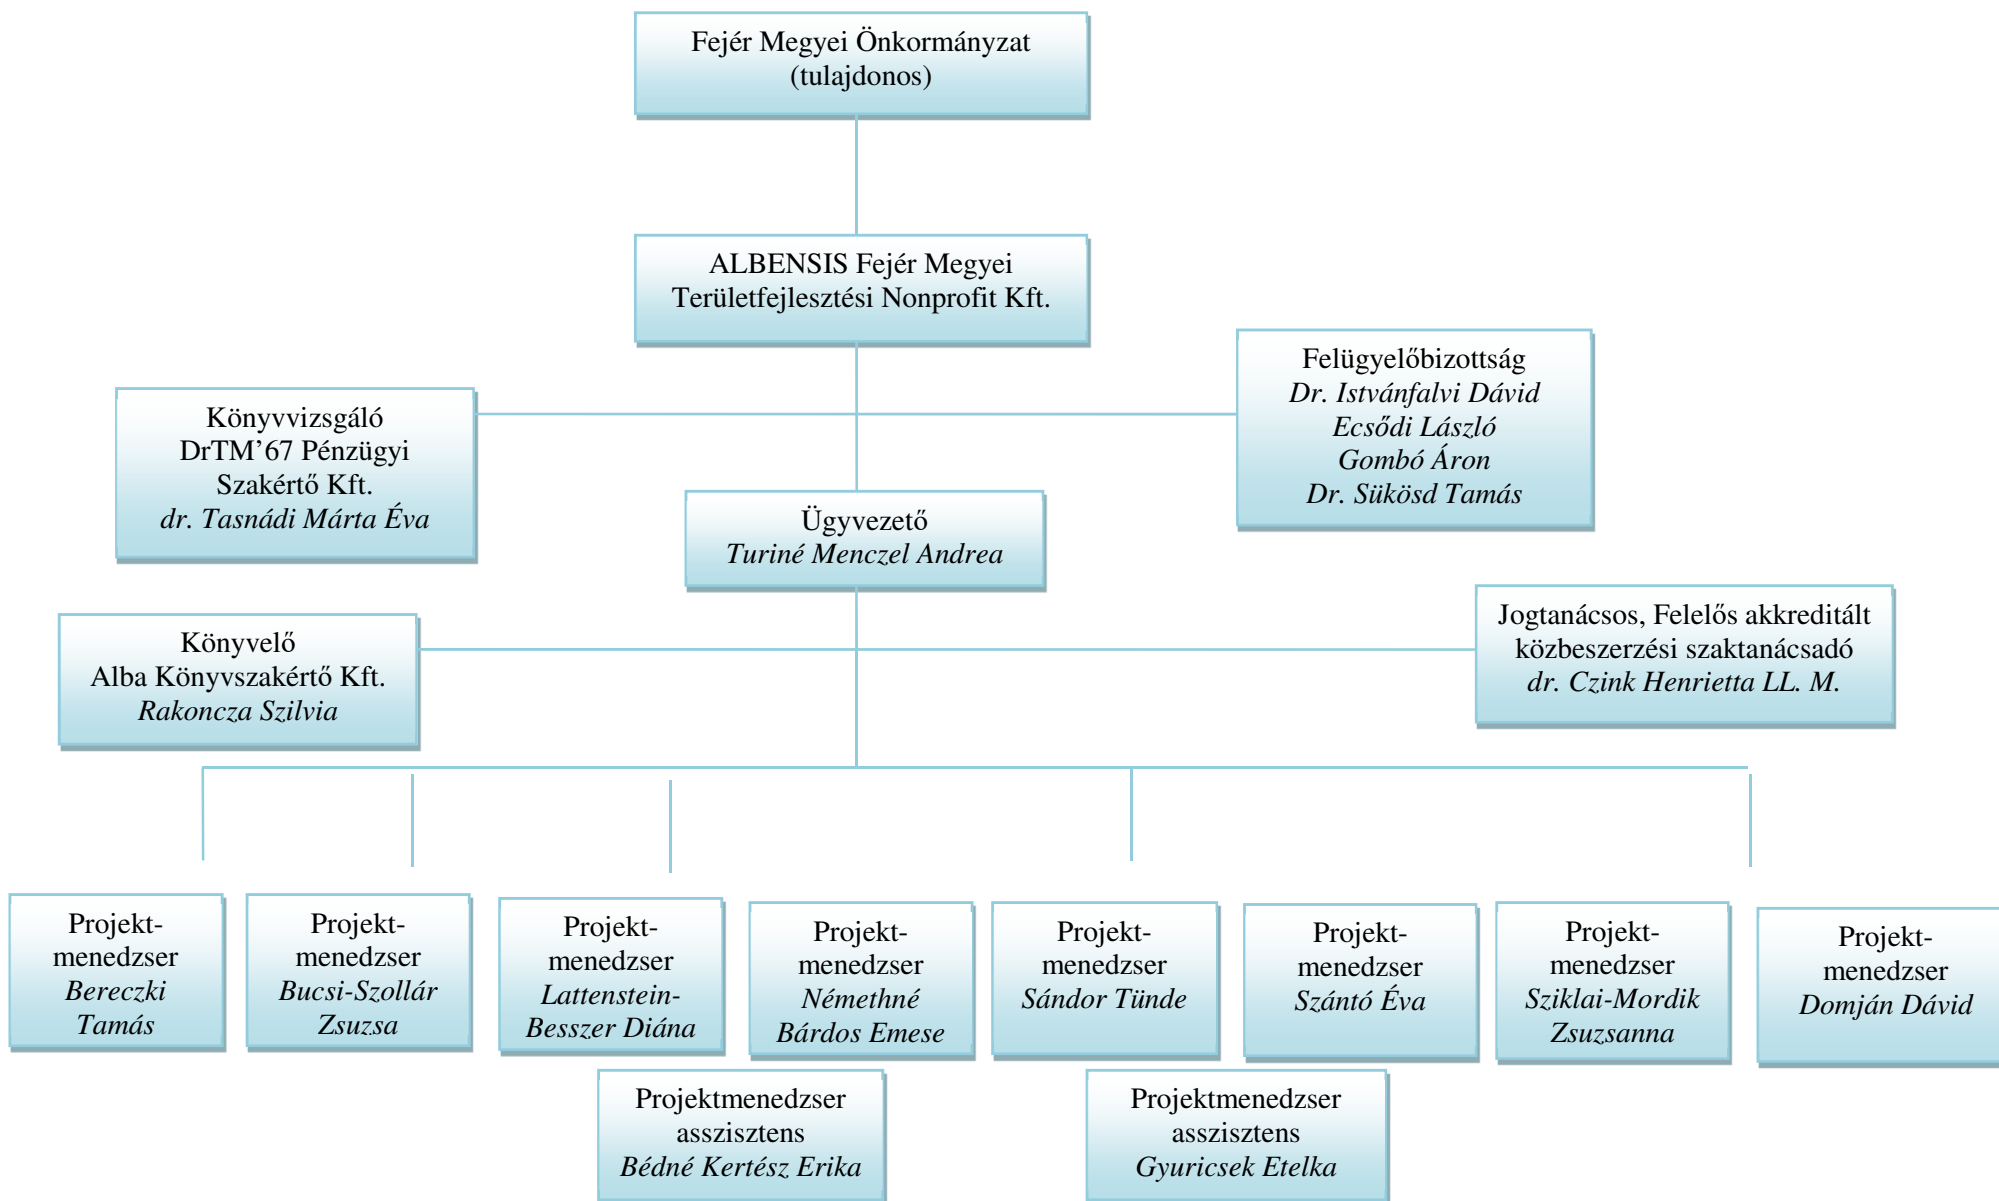 Fejér Megyei Önkormányzat
(tulajdonos)
ALBENSIS Fejér Megyei
Területfejlesztési Nonprofit Kft.
Felügyelőbizottság
Dr. Istvánfalvi Dávid
Ecsődi László
Gombó Áron
Dr. Sükösd Tamás
Könyvvizsgáló
DrTM’67 Pénzügyi
Szakértő Kft.
dr. Tasnádi Márta Éva
Ügyvezető
Turiné Menczel Andrea
Könyvelő
Alba Könyvszakértő Kft.
Rakoncza Szilvia
Jogtanácsos, Felelős akkreditált
közbeszerzési szaktanácsadó
dr. Czink Henrietta LL. M.
Projekt-
menedzser
Bereczki
Tamás
Projekt-
menedzser
Bucsi-Szollár
Zsuzsa
Projekt-
menedzser
Lattenstein-
Besszer Diána
Projekt-
menedzser
Némethné
Bárdos Emese
Projekt-
menedzser
Sándor Tünde
Projekt-
menedzser
Szántó Éva
Projekt-
menedzser
Sziklai-Mordik
Zsuzsanna
Projekt-
menedzser
Domján Dávid
Projektmenedzser
asszisztens
Bédné Kertész Erika
Projektmenedzser
asszisztens
Gyuricsek Etelka